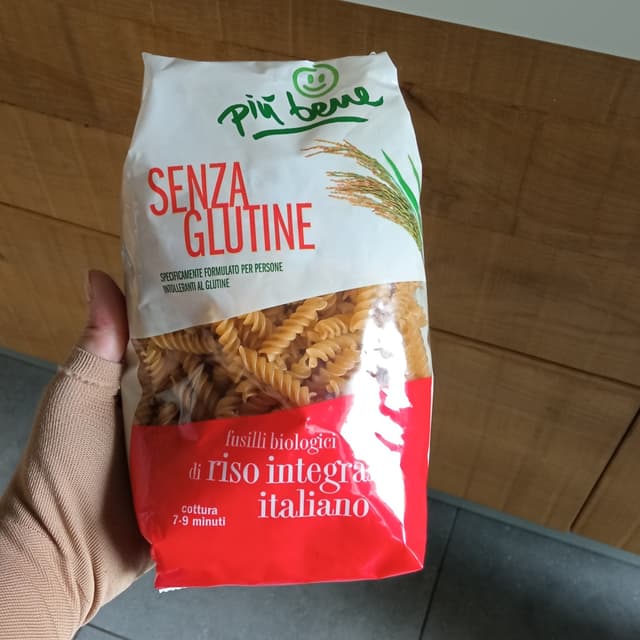 più bene
SENZA
GLUTINE
SPECIFICAMENTE FORMULATO PER PERSONE
INTOLLERANTI AL GLUTINE
fusilli biologici
di riso integra
italiano
cottura
7-9 minuti